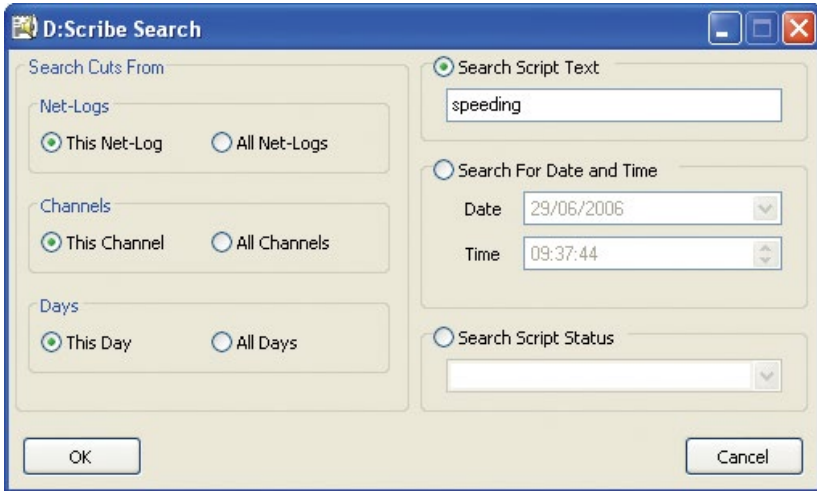 D:Scribe Search
Search Cuts From
Net-Logs
This Net-Log All Net-Logs
Channels
This Channel All Channels
Days
This Day All Days
Search Script Text
speeding
Search For Date and Time
Date 29/06/2006
Time 09:37:44
Search Script Status
OK Cancel